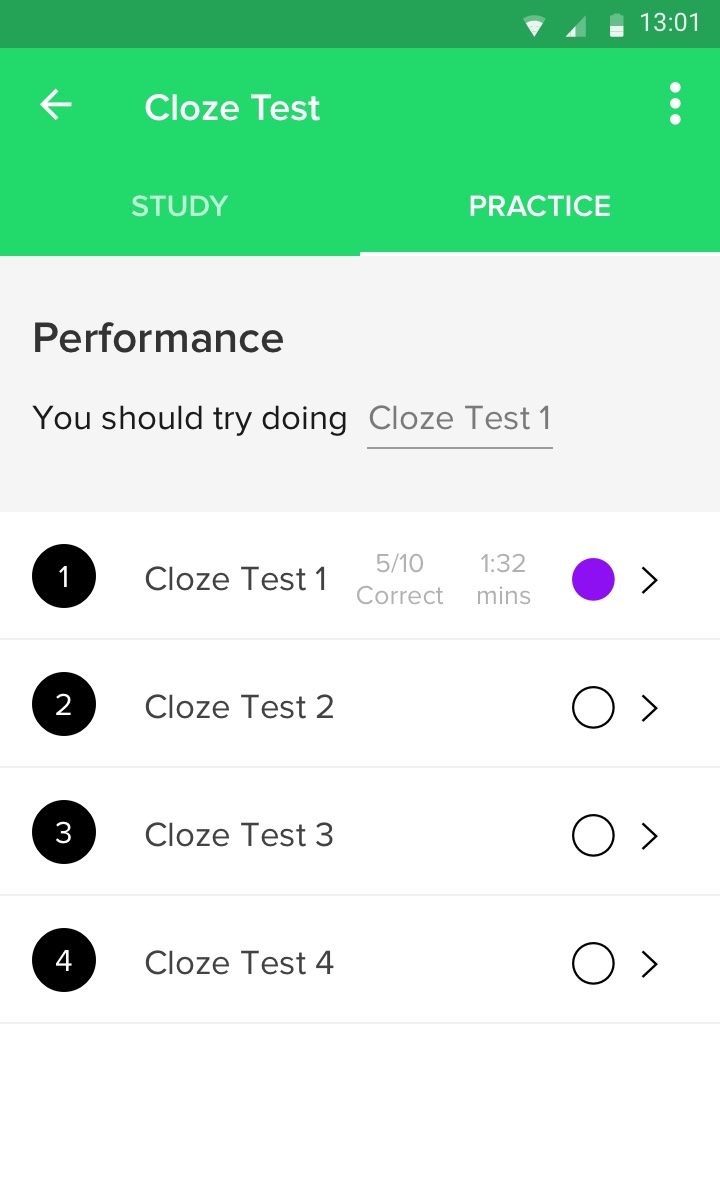 13:01
Cloze Test
STUDY PRACTICE
Performance
You should try doing Cloze Test 1
1 Cloze Test 1 5/10 Correct 1:32 mins
2 Cloze Test 2
3 Cloze Test 3
4 Cloze Test 4